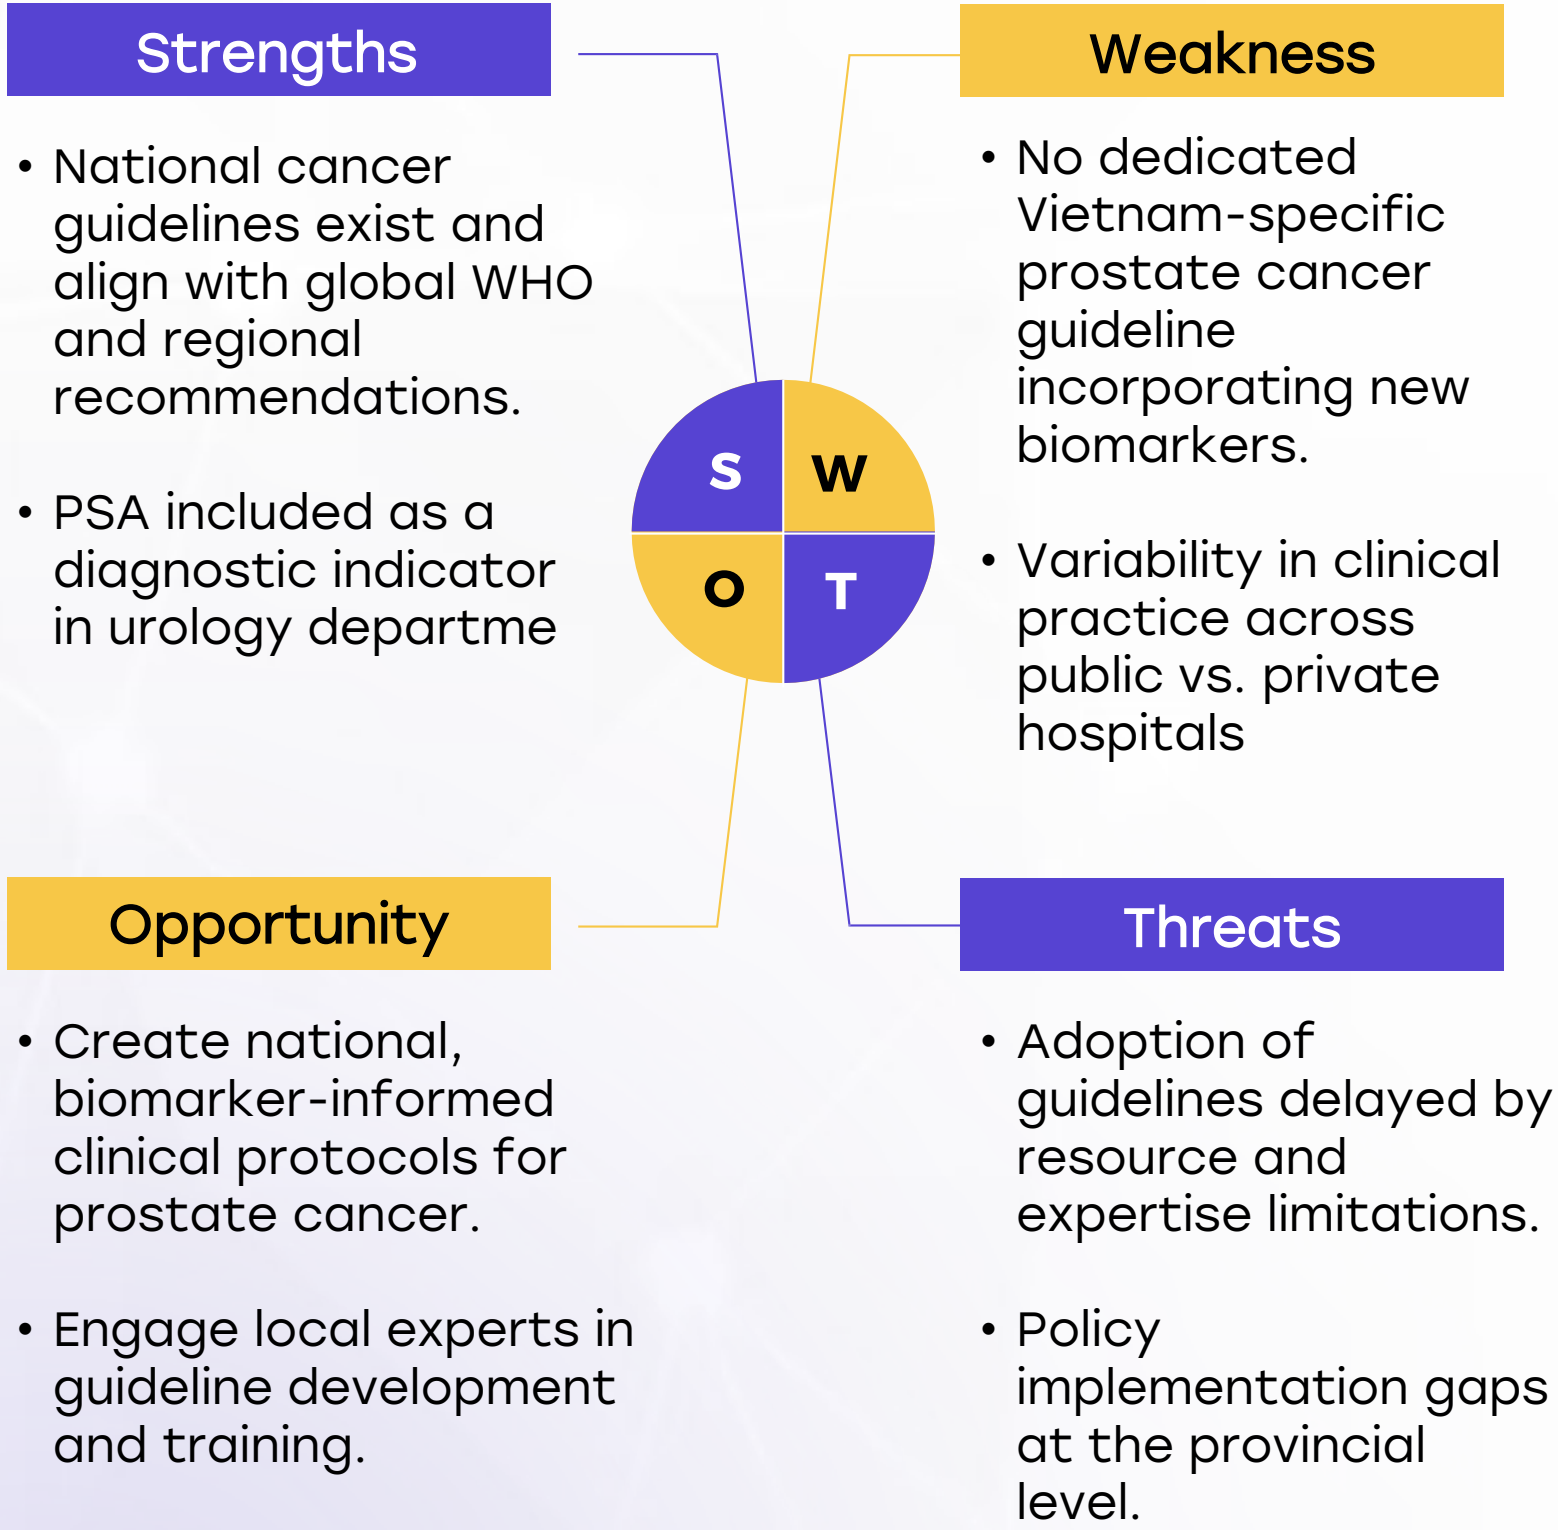 Strengths
• National cancer
guidelines exist and
align with global WHO
and regional
recommendations.
• PSA included as a
diagnostic indicator
in urology departme
Weakness
• No dedicated
Vietnam-specific
prostate cancer
guideline
incorporating new
biomarkers.
• Variability in clinical
practice across
public vs. private
hospitals
S
W
O
T
Opportunity
• Create national,
biomarker-informed
clinical protocols for
prostate cancer.
• Engage local experts in
guideline development
and training.
Threats
• Adoption of
guidelines delayed by
resource and
expertise limitations.
• Policy
implementation gaps
at the provincial
level.